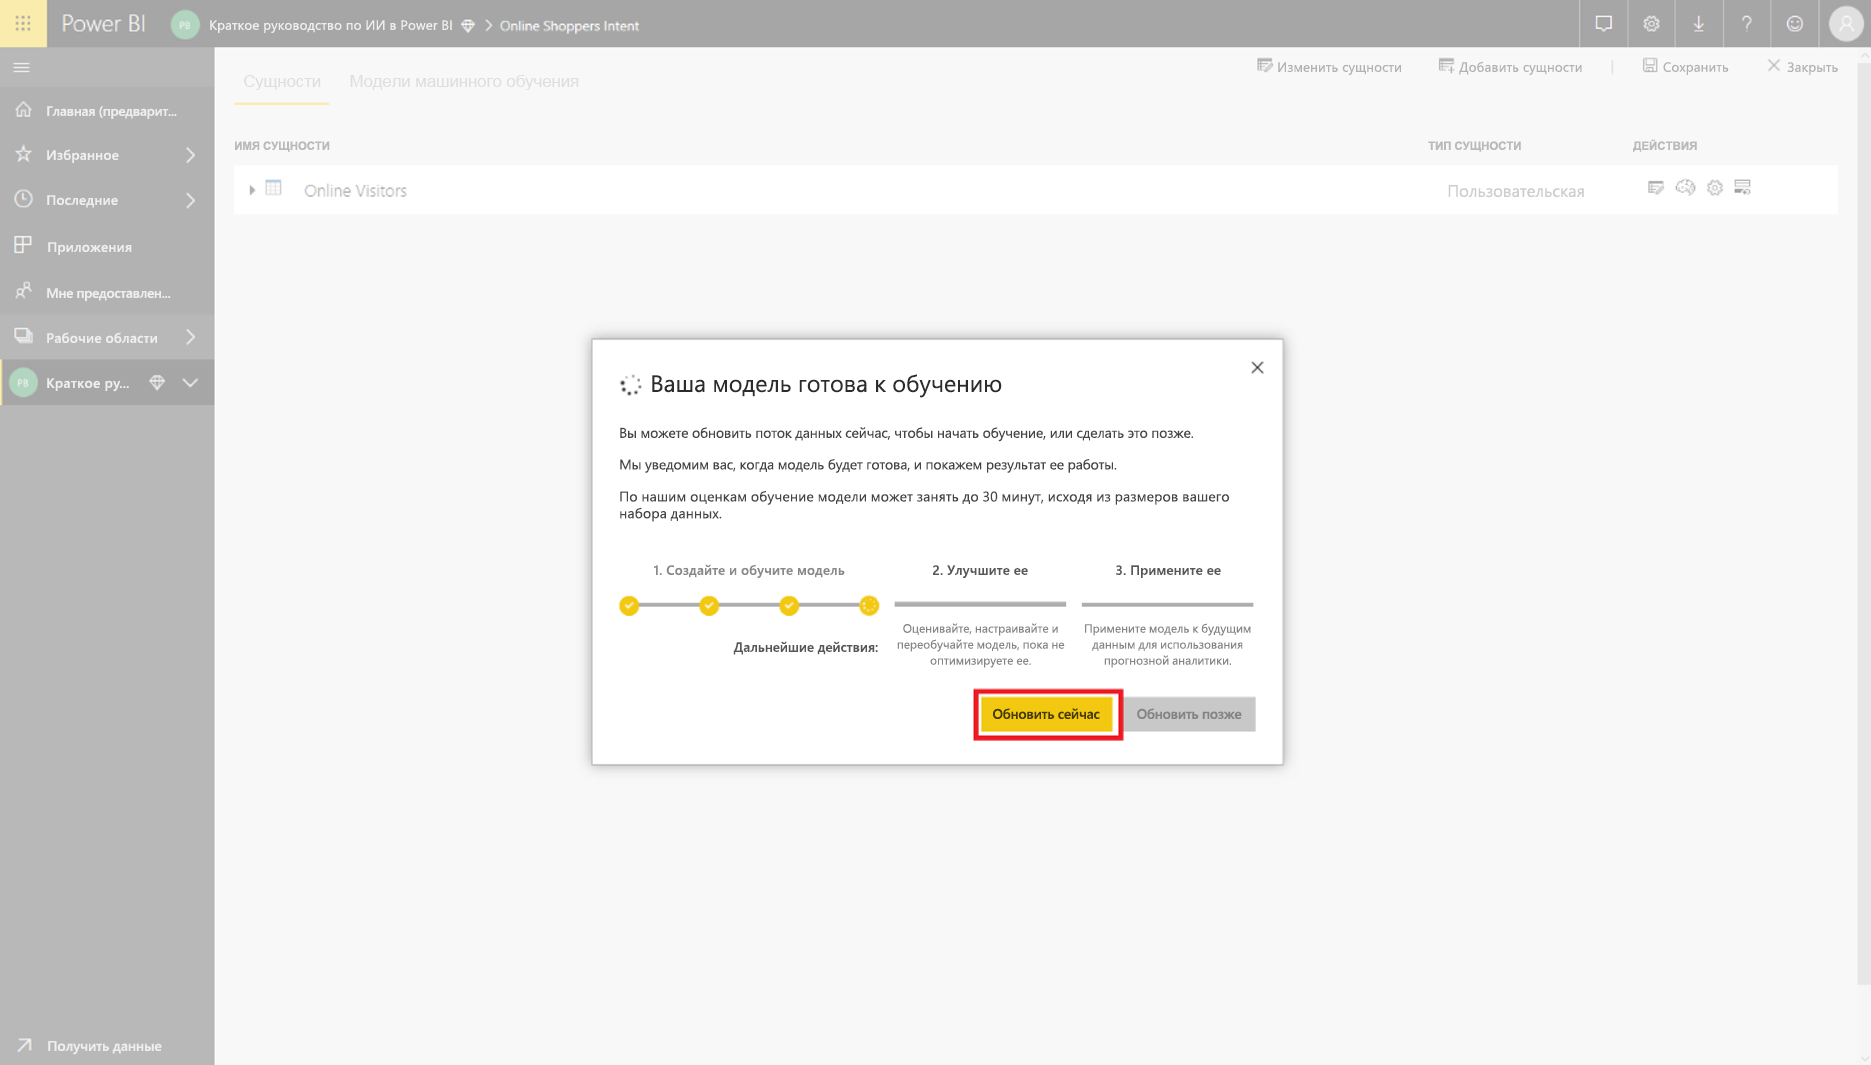 Power BI
PB
Краткое руководство по ИИ в Power BI
Online Shoppers Intent
?
Главная (предварит...
Избранное
Последние
Приложения
Мне предоставлен...
Рабочие области
PB
Краткое ру...
Получить данные
Сущности
Модели машинного обучения
Изменить сущности
Добавить сущности
Сохранить
Закрыть
ИМЯ СУЩНОСТИ
ТИП СУЩНОСТИ
ДЕЙСТВИЯ
Online Visitors
Пользовательская
Ваша модель готова к обучению
Вы можете обновить поток данных сейчас, чтобы начать обучение, или сделать это позже.
Мы уведомим вас, когда модель будет готова, и покажем результат ее работы.
По нашим оценкам обучение модели может занять до 30 минут, исходя из размеров вашего
набора данных.
1. Создайте и обучите модель
2. Улучшите ее
3. Примените ее
Дальнейшие действия:
Оценивайте, настраивайте и
переобучайте модель, пока не
оптимизируете ее.
Примените модель к будущим
данным для использования
прогнозной аналитики.
Обновить сейчас
Обновить позже